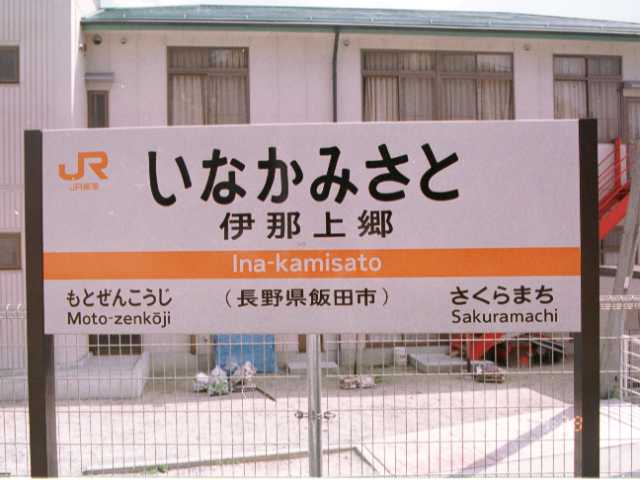 JR
JR東海
いなかみさと
伊那上郷
Ina-kamisato
もとぜんこうじ
Moto-zenkōji
（長野県飯田市）
さくらまち
Sakuramachi